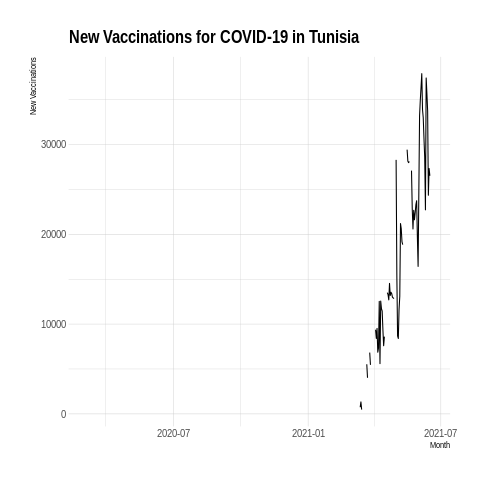 New Vaccinations for COVID-19 in Tunisia
New Vaccinations
30000
20000
10000
0
2020-07
2021-01
2021-07
Month